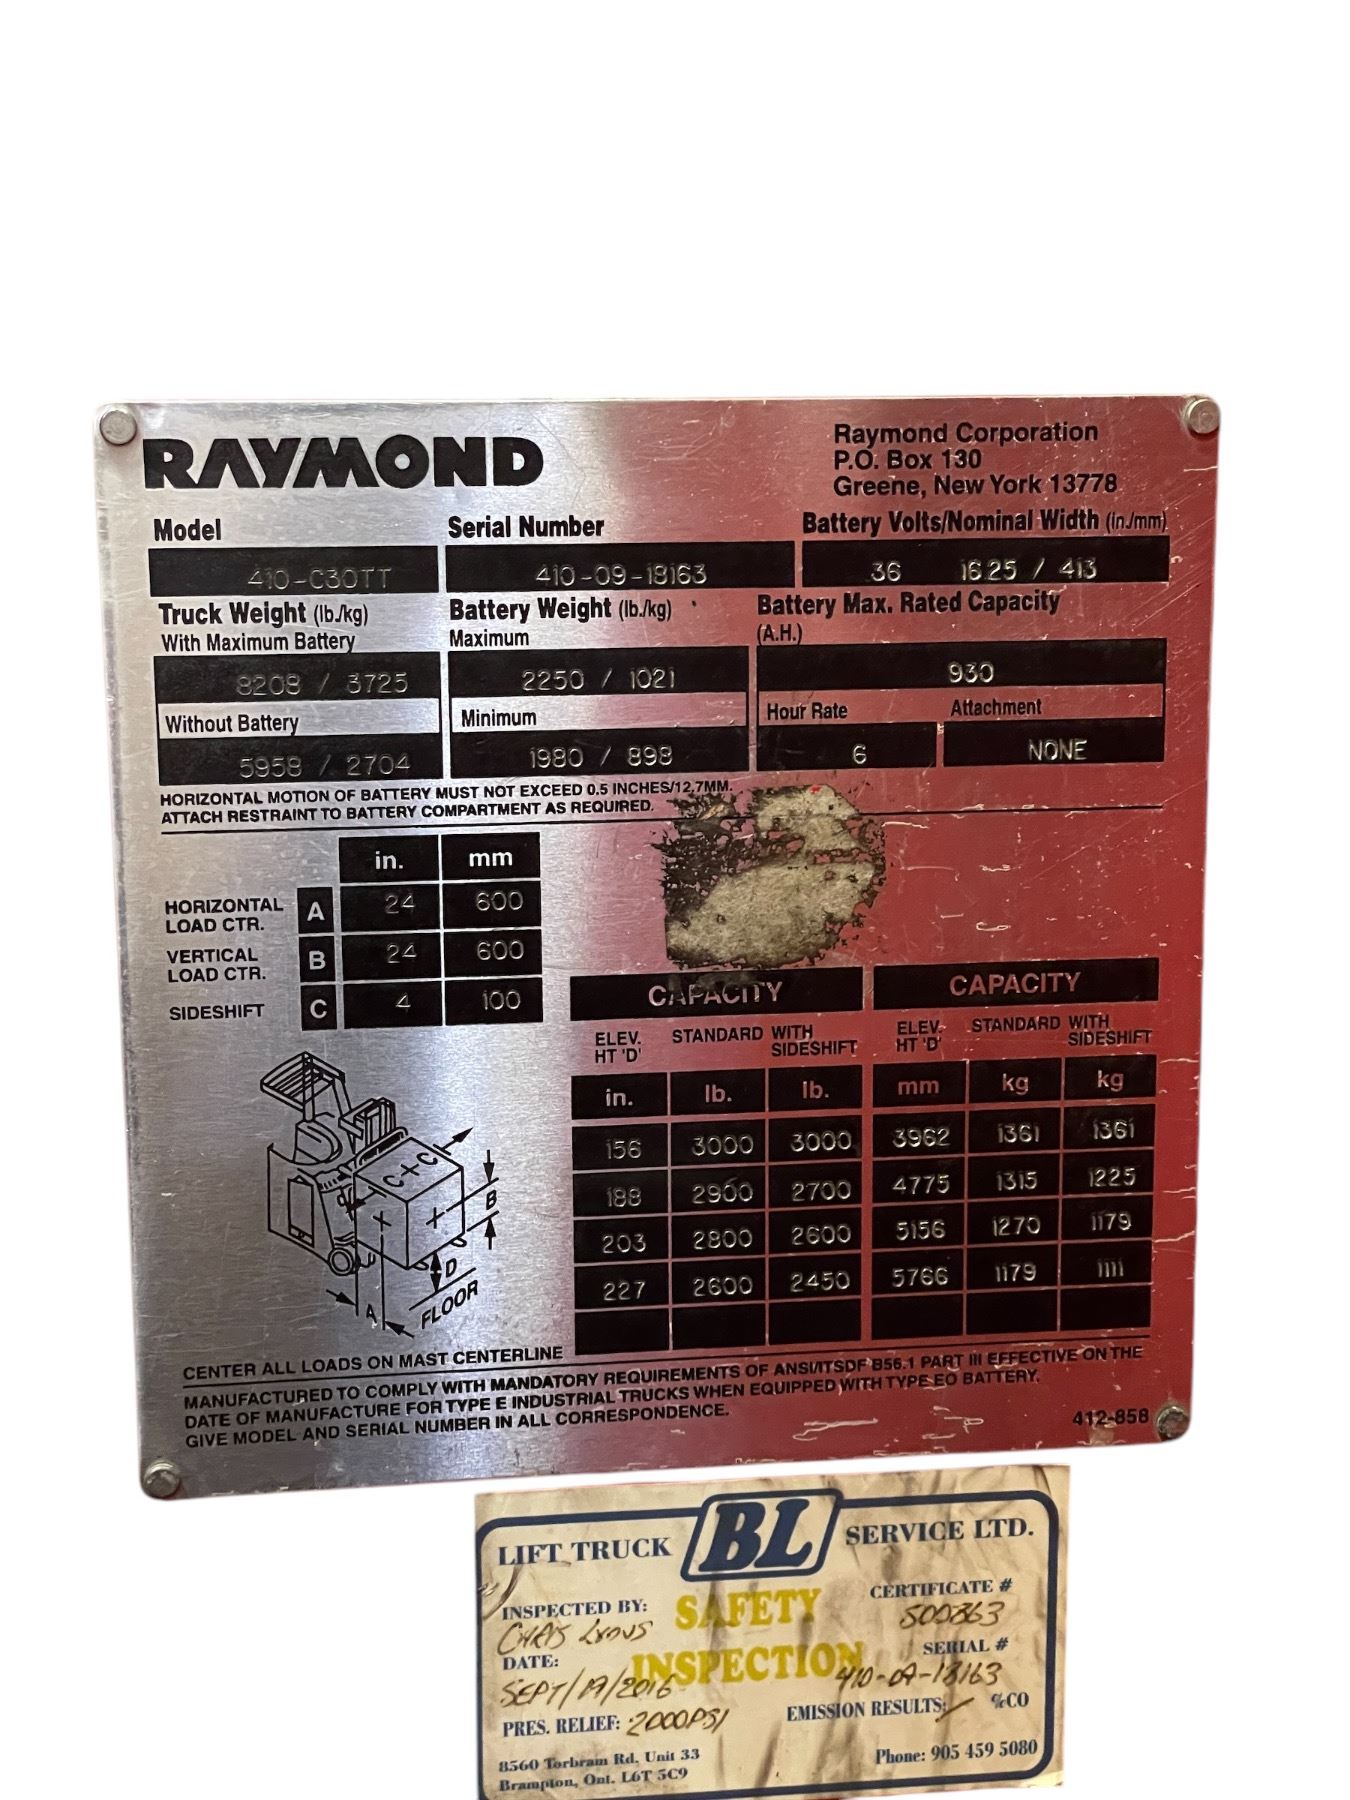 RAYMOND
Raymond Corporation
P.O. Box 130
Greene, New York 13778
Model
Serial Number
Battery Volts/Nominal Width (in./mm)
410-C30TT
410-09-18163
36 16.25 / 413
Truck Weight (lb./kg)
With Maximum Battery
Battery Weight (lb./kg)
Maximum
Battery Max. Rated Capacity
(A.H.)
8208 / 3725
2250 / 1021
930
Without Battery
Minimum
Hour Rate
Attachment
5958 / 2704
1980 / 898
6
NONE
HORIZONTAL MOTION OF BATTERY MUST NOT EXCEED 0.5 INCHES/12,7MM.
ATTACH RESTRAINT TO BATTERY COMPARTMENT AS REQUIRED.
in. mm
HORIZONTAL LOAD CTR. A 24 600
VERTICAL LOAD CTR. B 24 600
SIDESHIFT C 4 100
C C
B
D
A
FLOOR
CAPACITY CAPACITY
ELEV. HT 'D' STANDARD WITH SIDESHIFT ELEV. HT 'D' STANDARD WITH SIDESHIFT
in. lb. lb. mm kg kg
156 3000 3000 3962 1361 1361
188 2900 2700 4775 1315 1225
203 2800 2600 5156 1270 1179
227 2600 2450 5766 1179 1111
CENTER ALL LOADS ON MAST CENTERLINE
MANUFACTURED TO COMPLY WITH MANDATORY REQUIREMENTS OF ANSI/ITSDF B56.1 PART III EFFECTIVE ON THE
DATE OF MANUFACTURE FOR TYPE E INDUSTRIAL TRUCKS WHEN EQUIPPED WITH TYPE EO BATTERY.
GIVE MODEL AND SERIAL NUMBER IN ALL CORRESPONDENCE.
412-858
LIFT TRUCK BL SERVICE LTD.
SAFETY
INSPECTION
INSPECTED BY:
CHRIS LYONS
DATE:
SEPT/19/2016
PRES. RELIEF: 2000PSI
8560 Torbram Rd. Unit 33
Brampton, Ont. L6T 5C9
CERTIFICATE #
SERIAL #
410-09-18163
EMISSION RESULTS: %CO
Phone: 905 459 5080